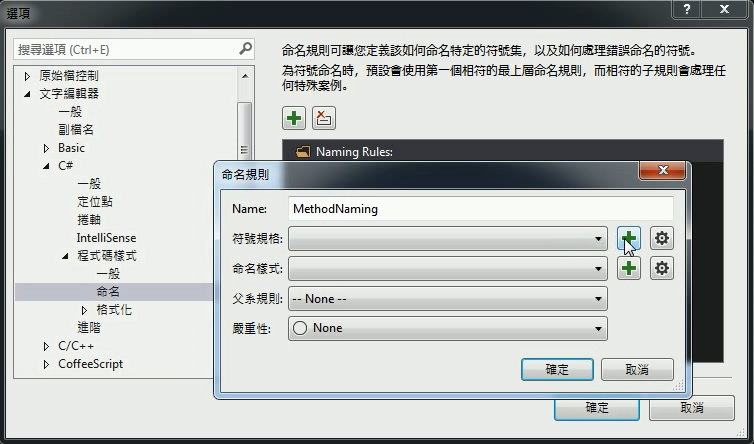 選項
?
搜尋選項 (Ctrl+E)
原始檔控制
文字編輯器
一般
副檔名
Basic
C#
一般
定位點
捲軸
IntelliSense
程式碼樣式
一般
命名
格式化
進階
C/C++
CoffeeScript
命名規則可讓您定義該如何命名特定的符號集，以及如何處理錯誤命名的符號。
為符號命名時，預設會使用第一個相符的最上層命名規則，而相符的子規則會處理任
何特殊案例。
Naming Rules:
命名規則
Name: MethodNaming
符號規格:
命名樣式:
父系規則: -- None --
嚴重性: None
確定 取消
確定 取消